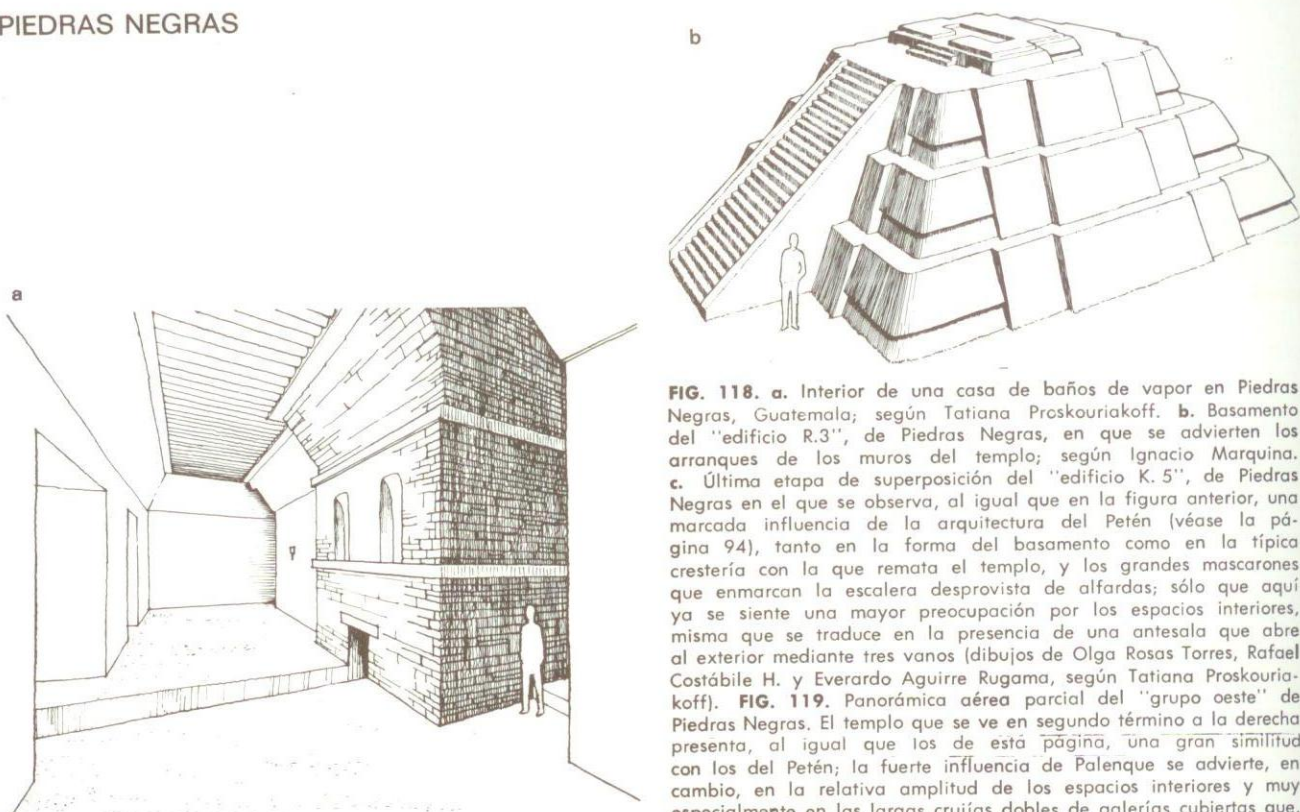 PIEDRAS NEGRAS
b
a
FIG. 118. a. Interior de una casa de baños de vapor en Piedras
Negras, Guatemala; según Tatiana Proskouriakoff. b. Basamento
del "edificio R.3", de Piedras Negras, en que se advierten los
arranques de los muros del templo; según Ignacio Marquina.
c. Última etapa de superposición del "edificio K. 5", de Piedras
Negras en el que se observa, al igual que en la figura anterior, una
marcada influencia de la arquitectura del Petén (véase la pá-
gina 94), tanto en la forma del basamento como en la típica
crestería con la que remata el templo, y los grandes mascarones
que enmarcan la escalera desprovista de alfardas; sólo que aquí
ya se siente una mayor preocupación por los espacios interiores,
misma que se traduce en la presencia de una antesala que abre
al exterior mediante tres vanos (dibujos de Olga Rosas Torres, Rafael
Costábile H. y Everardo Aguirre Rugama, según Tatiana Proskouria-
koff). FIG. 119. Panorámica aérea parcial del "grupo oeste" de
Piedras Negras. El templo que se ve en segundo término a la derecha
presenta, al igual que los de esta página, una gran similitud
con los del Petén; la fuerte influencia de Palenque se advierte, en
cambio, en la relativa amplitud de los espacios interiores y muy
especialmente en las largas crujías dobles de galerías cubiertas que,